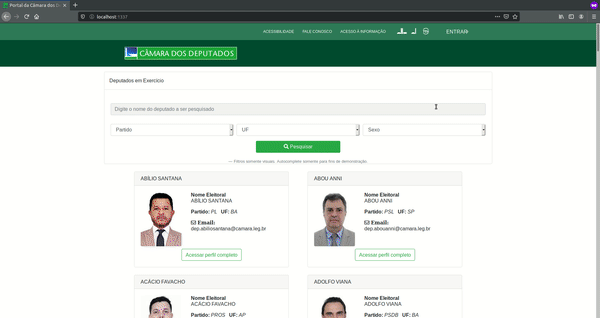 Portal da Câmara dos De
localhost
ACESSIBILIDADE FALE CONOSCO ACESSO À INFORMAÇÃO ENTRAR
CÂMARA DOS DEPUTADOS
Deputados em Exercício
Digite o nome do deputado a ser pesquisado
Partido UF Sexo
Pesquisar
Filtros somente visuais. Autocomplete somente para fins de demonstração.
ABÍLIO SANTANA
Nome Eleitoral
ABÍLIO SANTANA
Partido: PL UF: BA
Email:
dep.abiliosantana@camara.leg.br
Acessar perfil completo
ABOU ANNI
Nome Eleitoral
ABOU ANNI
Partido: PSL UF: SP
Email:
dep.abouanni@camara.leg.br
Acessar perfil completo
ACÁCIO FAVACHO
Nome Eleitoral
ACÁCIO FAVACHO
Partido: PROS UF: AP
ADOLFO VIANA
Nome Eleitoral
ADOLFO VIANA
Partido: PSDB UF: BA